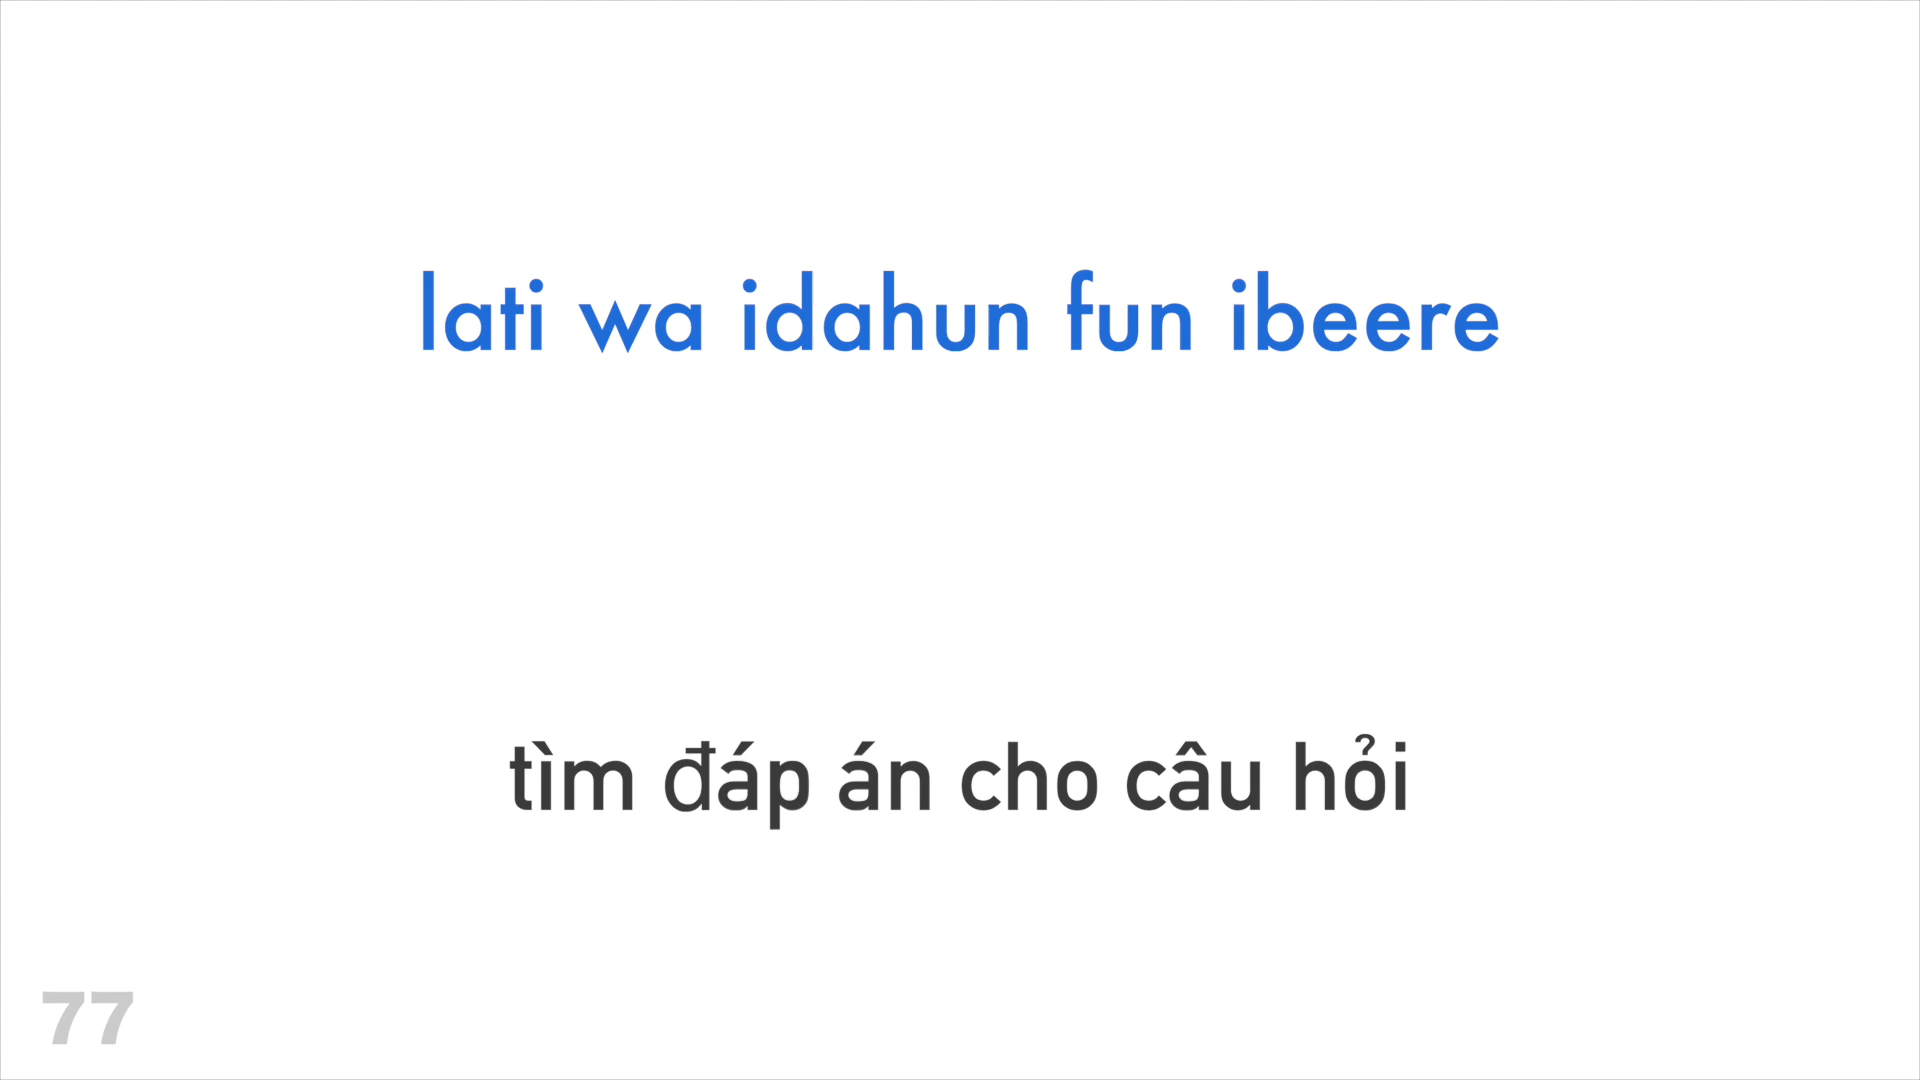 lati wa idahun fun ibeere
tìm đáp án cho câu hỏi
77